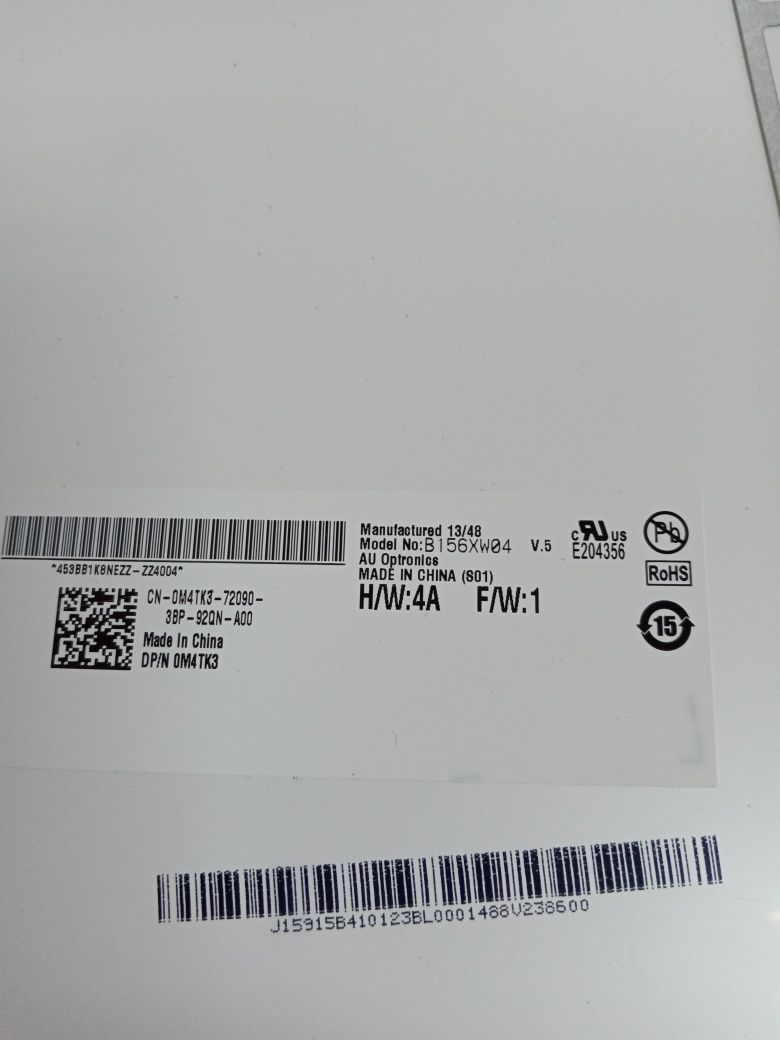 Manufactured 13/48
Model No:B156XW04 V.5
AU Optronics
MADE IN CHINA (S01)
H/W:4A F/W:1
c US
E204356
Pb
RoHS
15
*453BB1K8NEZZ-ZZ4004*
CN-0M4TK3-72090-
3BP-92QN-A00
Made In China
DP/N 0M4TK3
J15915B410123BL0001488V238600